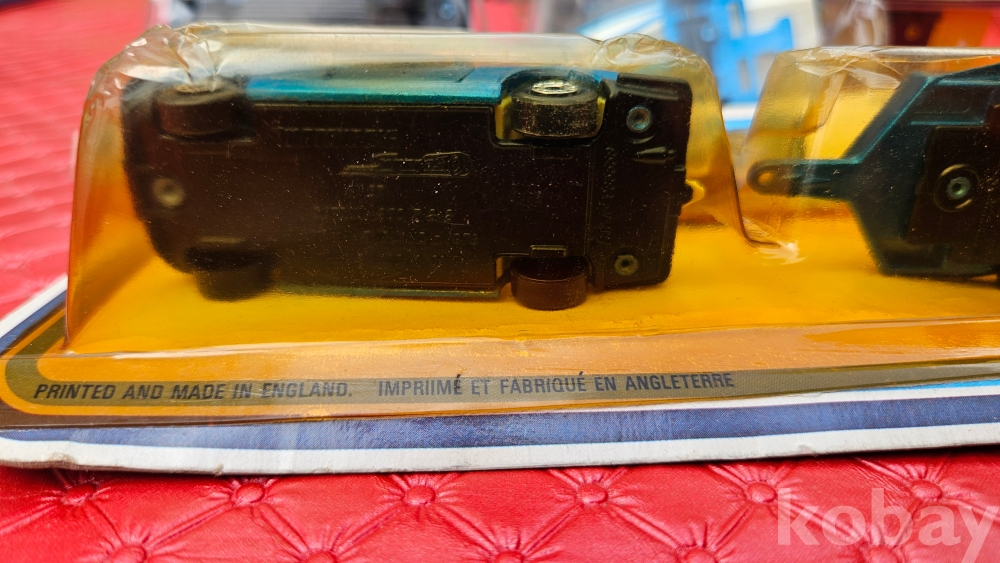 PRINTED AND MADE IN ENGLAND. IMPRIIMÉ ET FABRIQUÉ EN ANGLETERRE
kobay